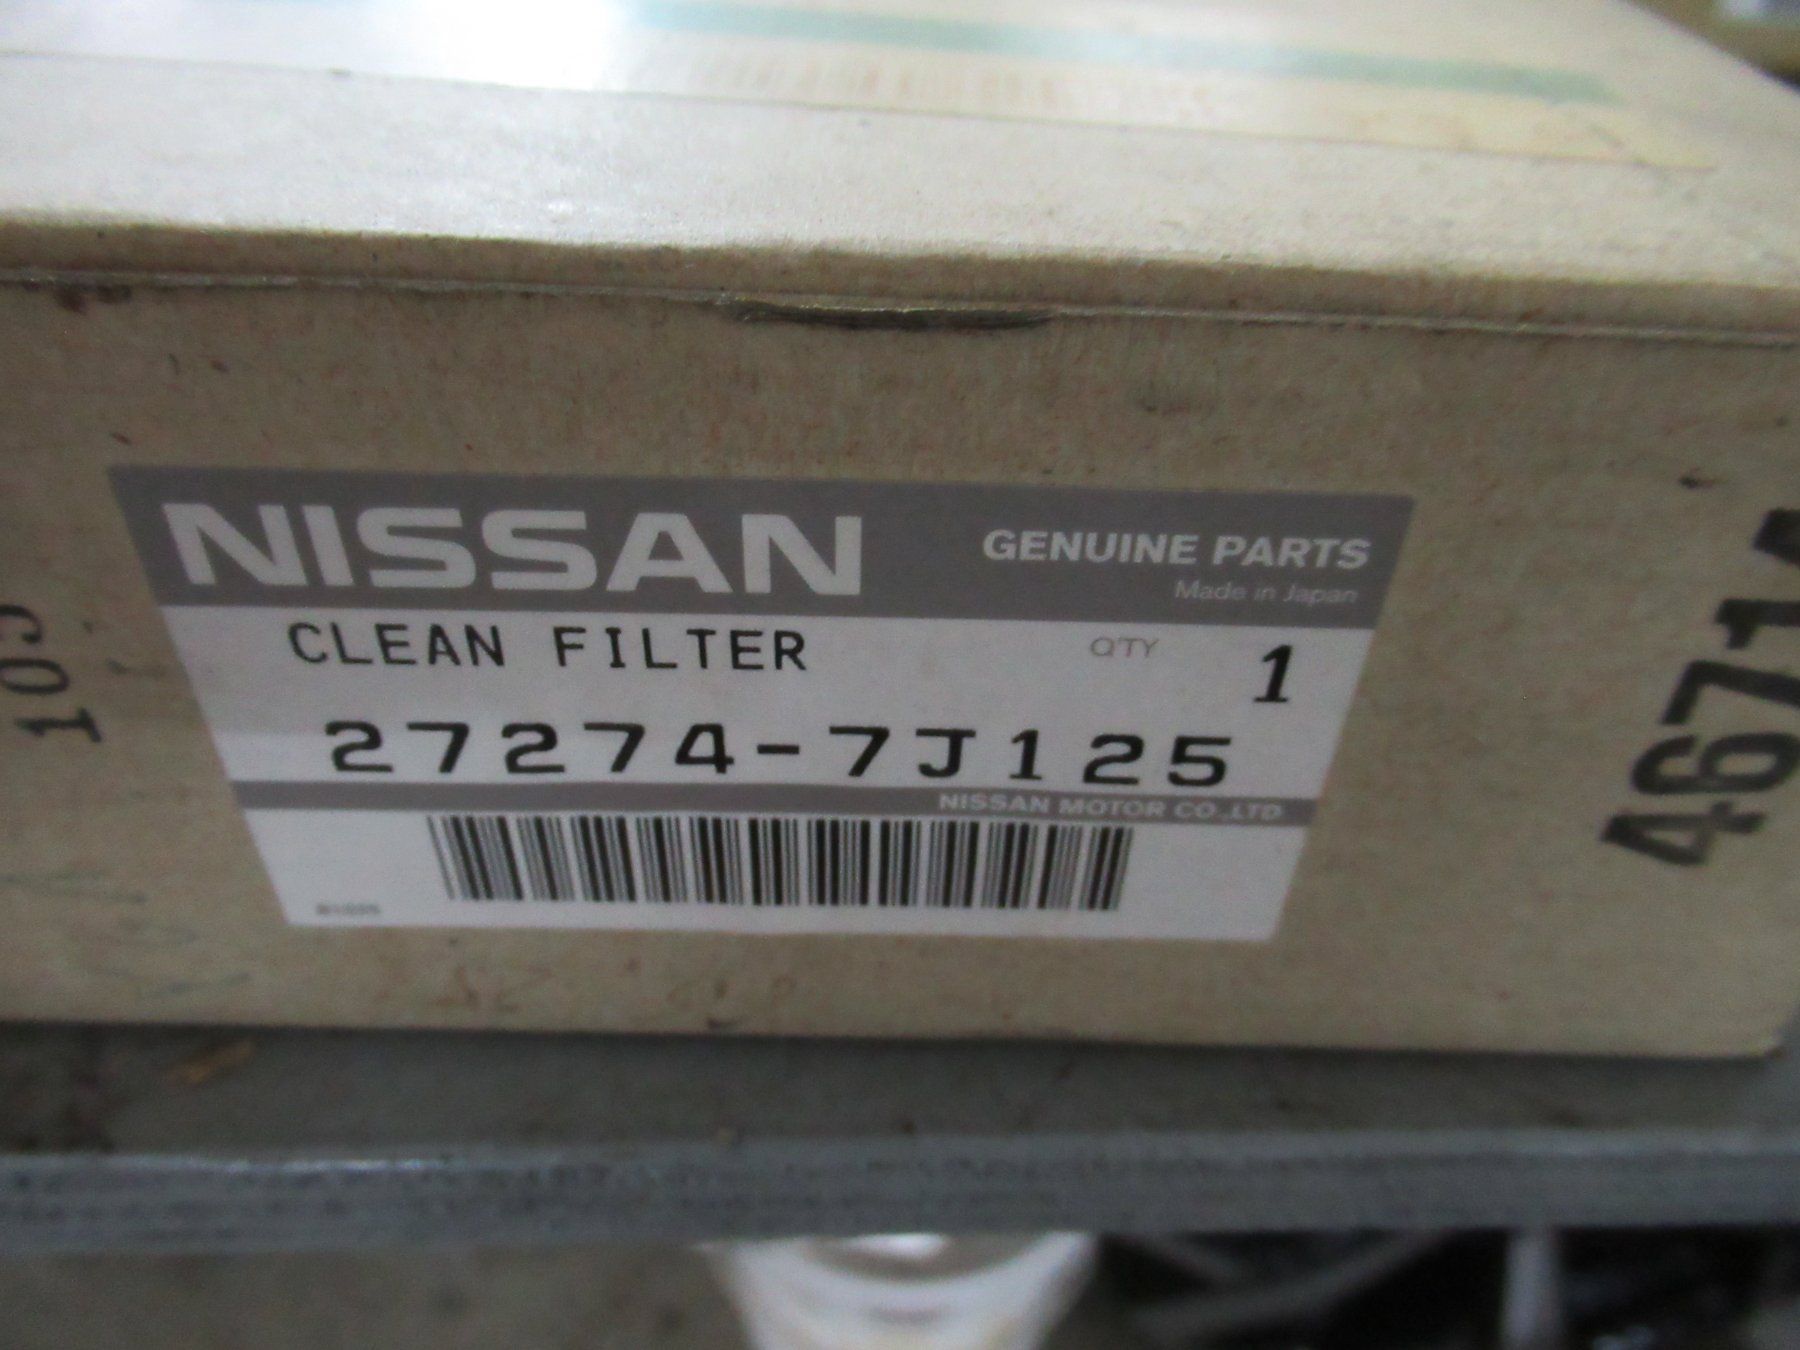 NISSAN
GENUINE PARTS
Made in Japan
CLEAN FILTER
QTY
1
27274-7J125
NISSAN MOTOR CO.,LTD.